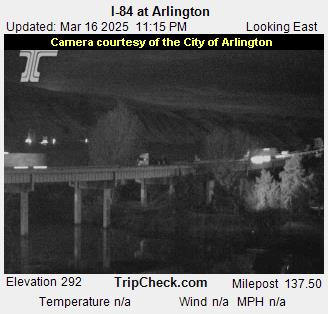 I-84 at Arlington
Updated: Mar 16 2025 11:15 PM Looking East
Camera courtesy of the City of Arlington
Elevation 292 TripCheck.com Milepost 137.50
Temperature n/a Wind n/a MPH n/a